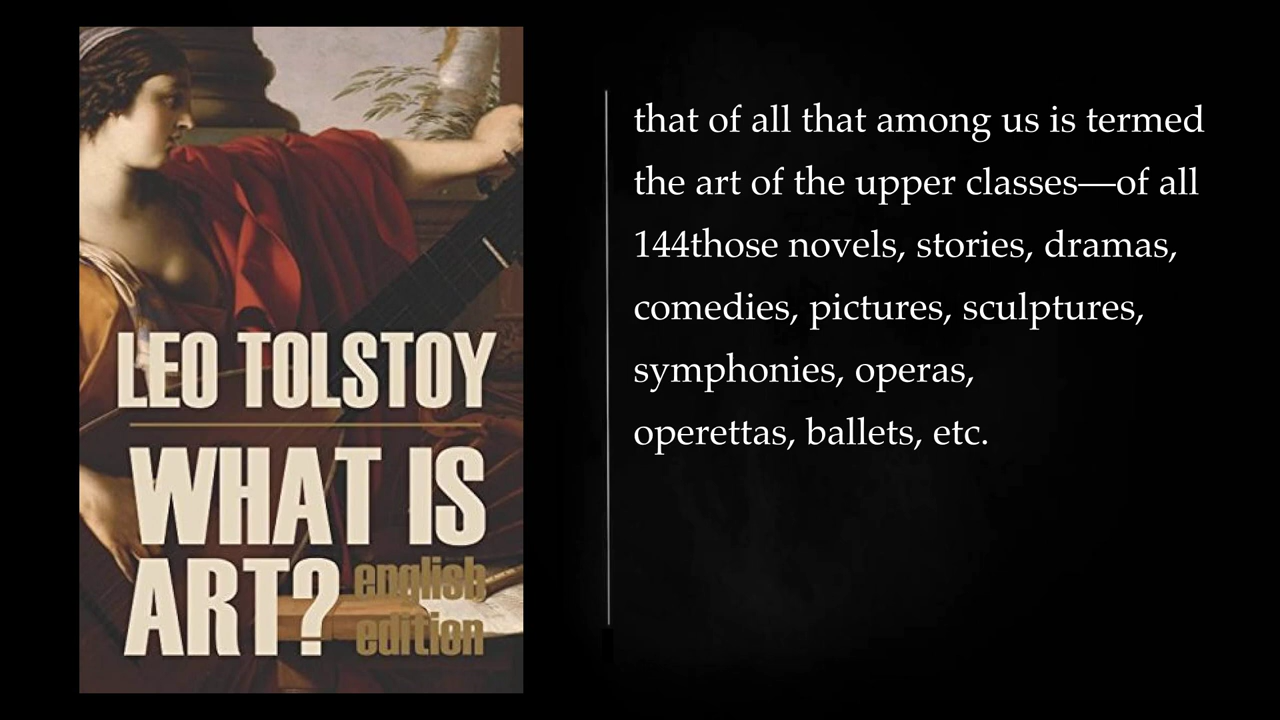 LEO TOLSTOY
WHAT IS
ART?
english
edition
that of all that among us is termed
the art of the upper classes—of all
144those novels, stories, dramas,
comedies, pictures, sculptures,
symphonies, operas,
operettas, ballets, etc.